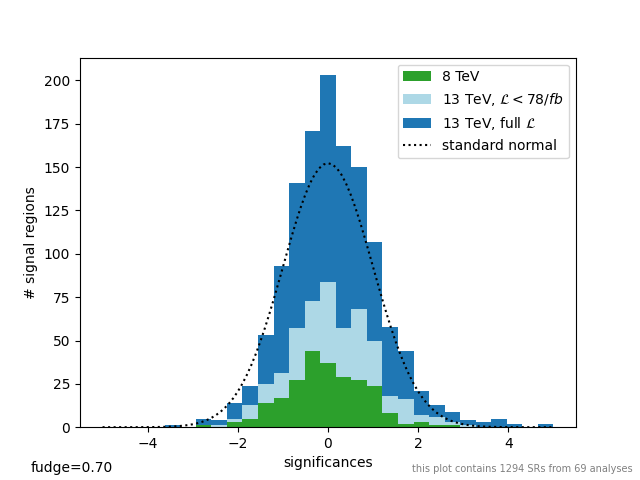 8 TeV
13 TeV, ℒ < 78/fb
13 TeV, full ℒ
standard normal
# signal regions
200
175
150
125
100
75
50
25
0
−4
−2
0
2
4
significances
fudge=0.70
this plot contains 1294 SRs from 69 analyses